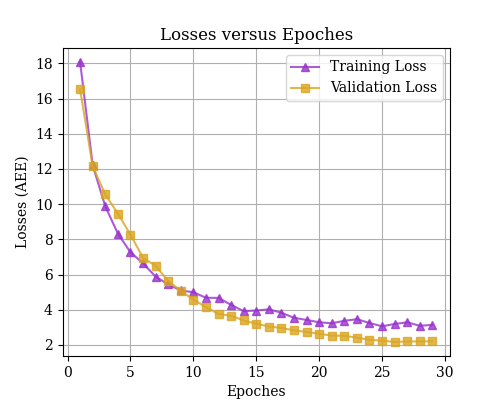 Losses versus Epoches
Training Loss
Validation Loss
18
16
14
12
10
8
6
4
2
Losses (AEE)
0 5 10 15 20 25 30
Epoches